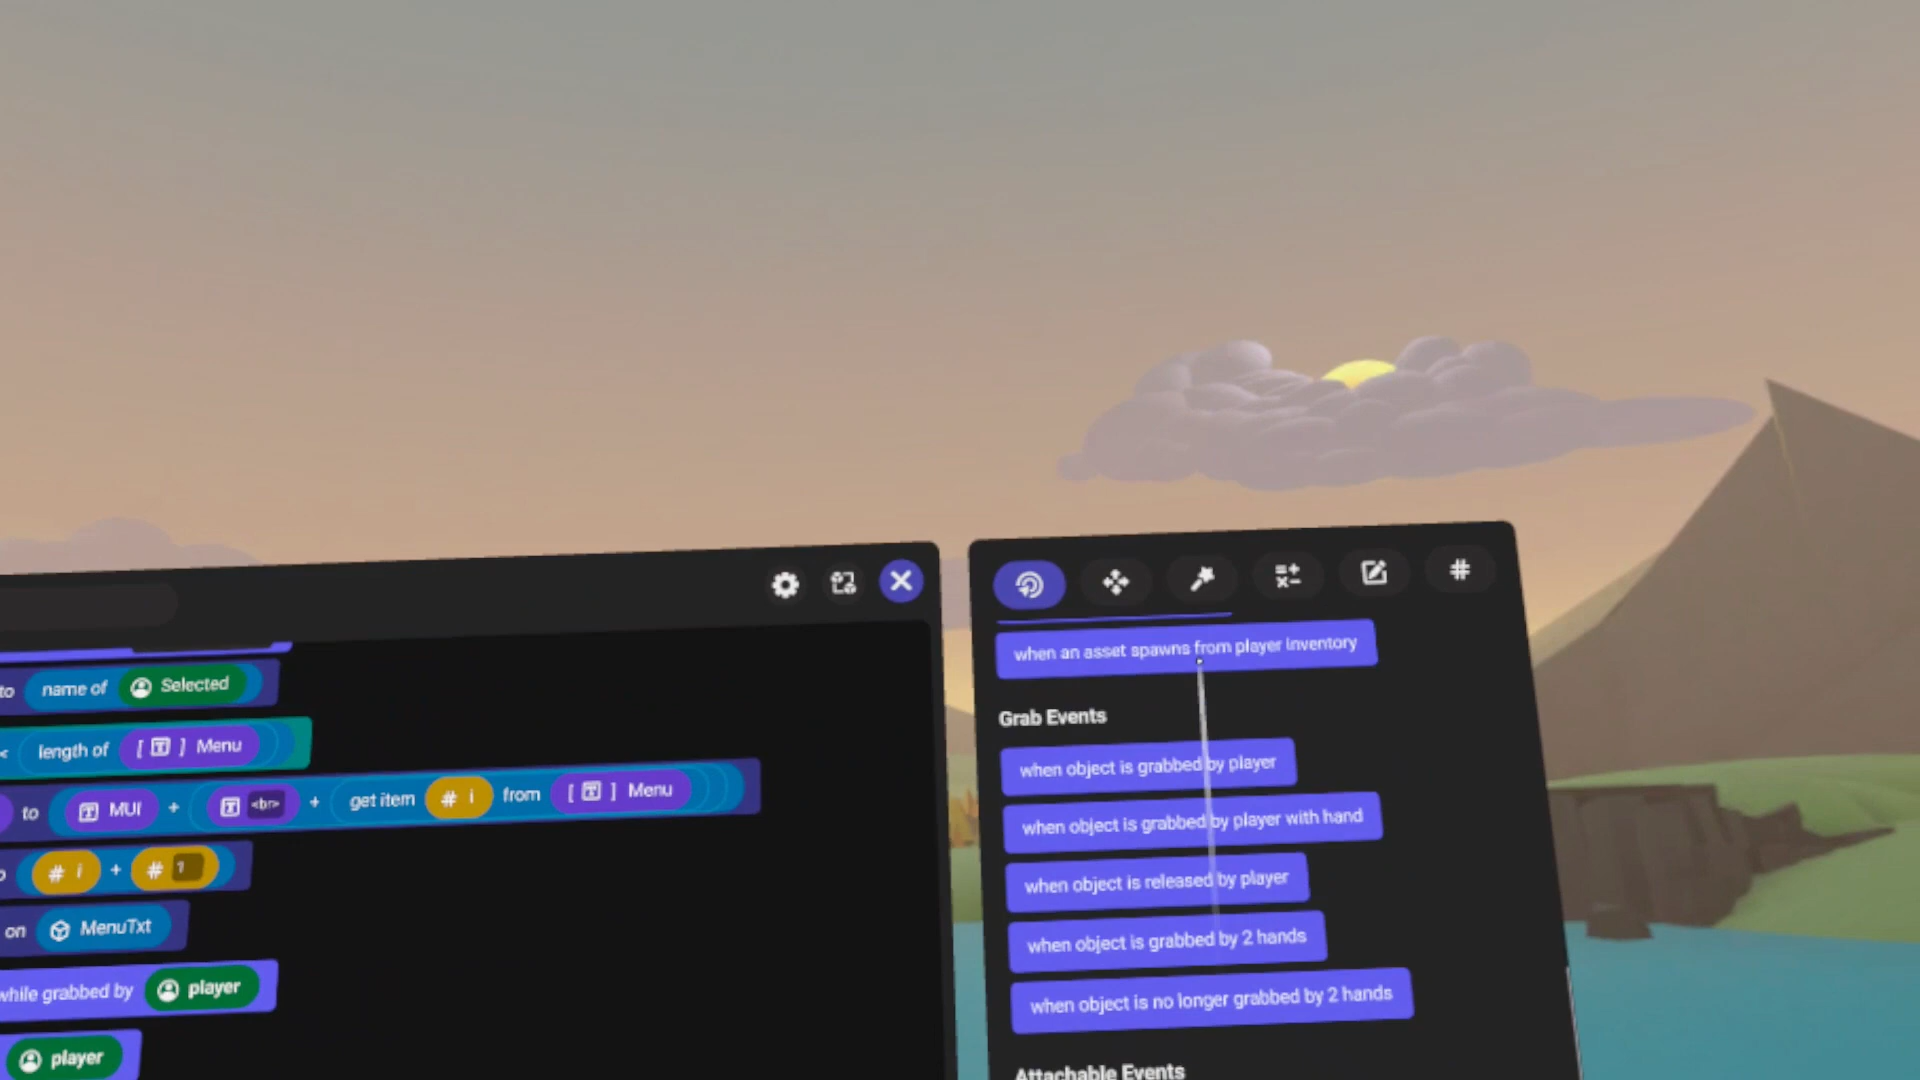 to name of Selected
< length of [ T ] Menu
to T MUI + T <br> + get item # i from [ T ] Menu
# i + # 1
on MenuTxt
while grabbed by player
player
#
when an asset spawns from player inventory
Grab Events
when object is grabbed by player
when object is grabbed by player with hand
when object is released by player
when object is grabbed by 2 hands
when object is no longer grabbed by 2 hands
Attachable Events